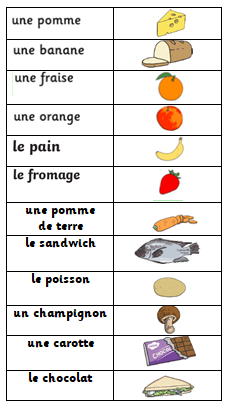 une pomme
une banane
une fraise
une orange
le pain
le fromage
une pomme
de terre
le sandwich
le poisson
un champignon
une carotte
CHOCOLATE
le chocolat